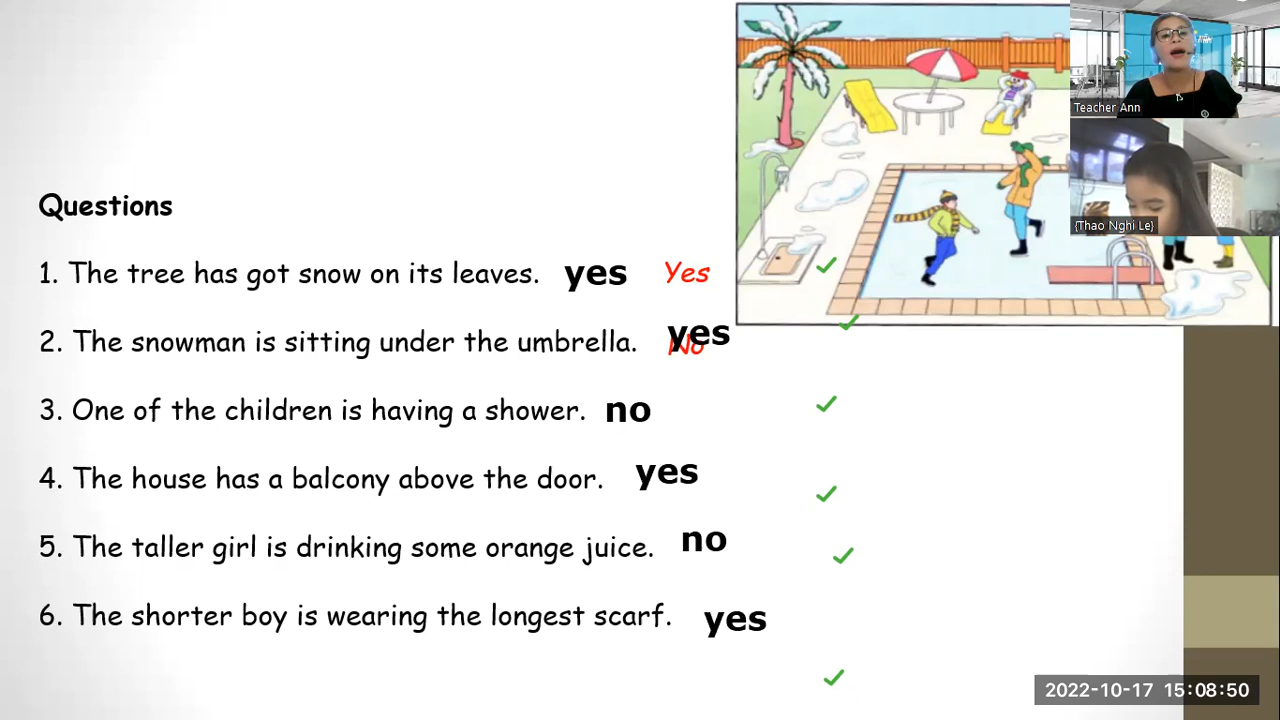 Teacher Ann
{Thao Nghi Le}
Questions
1. The tree has got snow on its leaves. yes Yes
2. The snowman is sitting under the umbrella. yes No
3. One of the children is having a shower. no
4. The house has a balcony above the door. yes
5. The taller girl is drinking some orange juice. no
6. The shorter boy is wearing the longest scarf. yes
2022-10-17 15:08:50